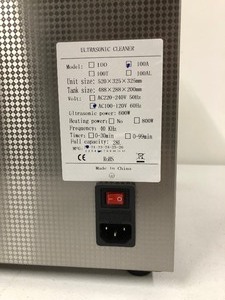 ULTRASONIC CLEANER
Model: 100 100A
100T 100AL
Unit size: 520×325×325mm
Tank size: 488×288×200mm
Volt: AC220-240V 50Hz
AC100-120V 60Hz
Ultrasonic power: 600W
Heating power: No 800W
Frequency: 40 KHz
Timer: 0-30min 0-99min
Full capacity:
MFG:
CE
RoHS
Made in China